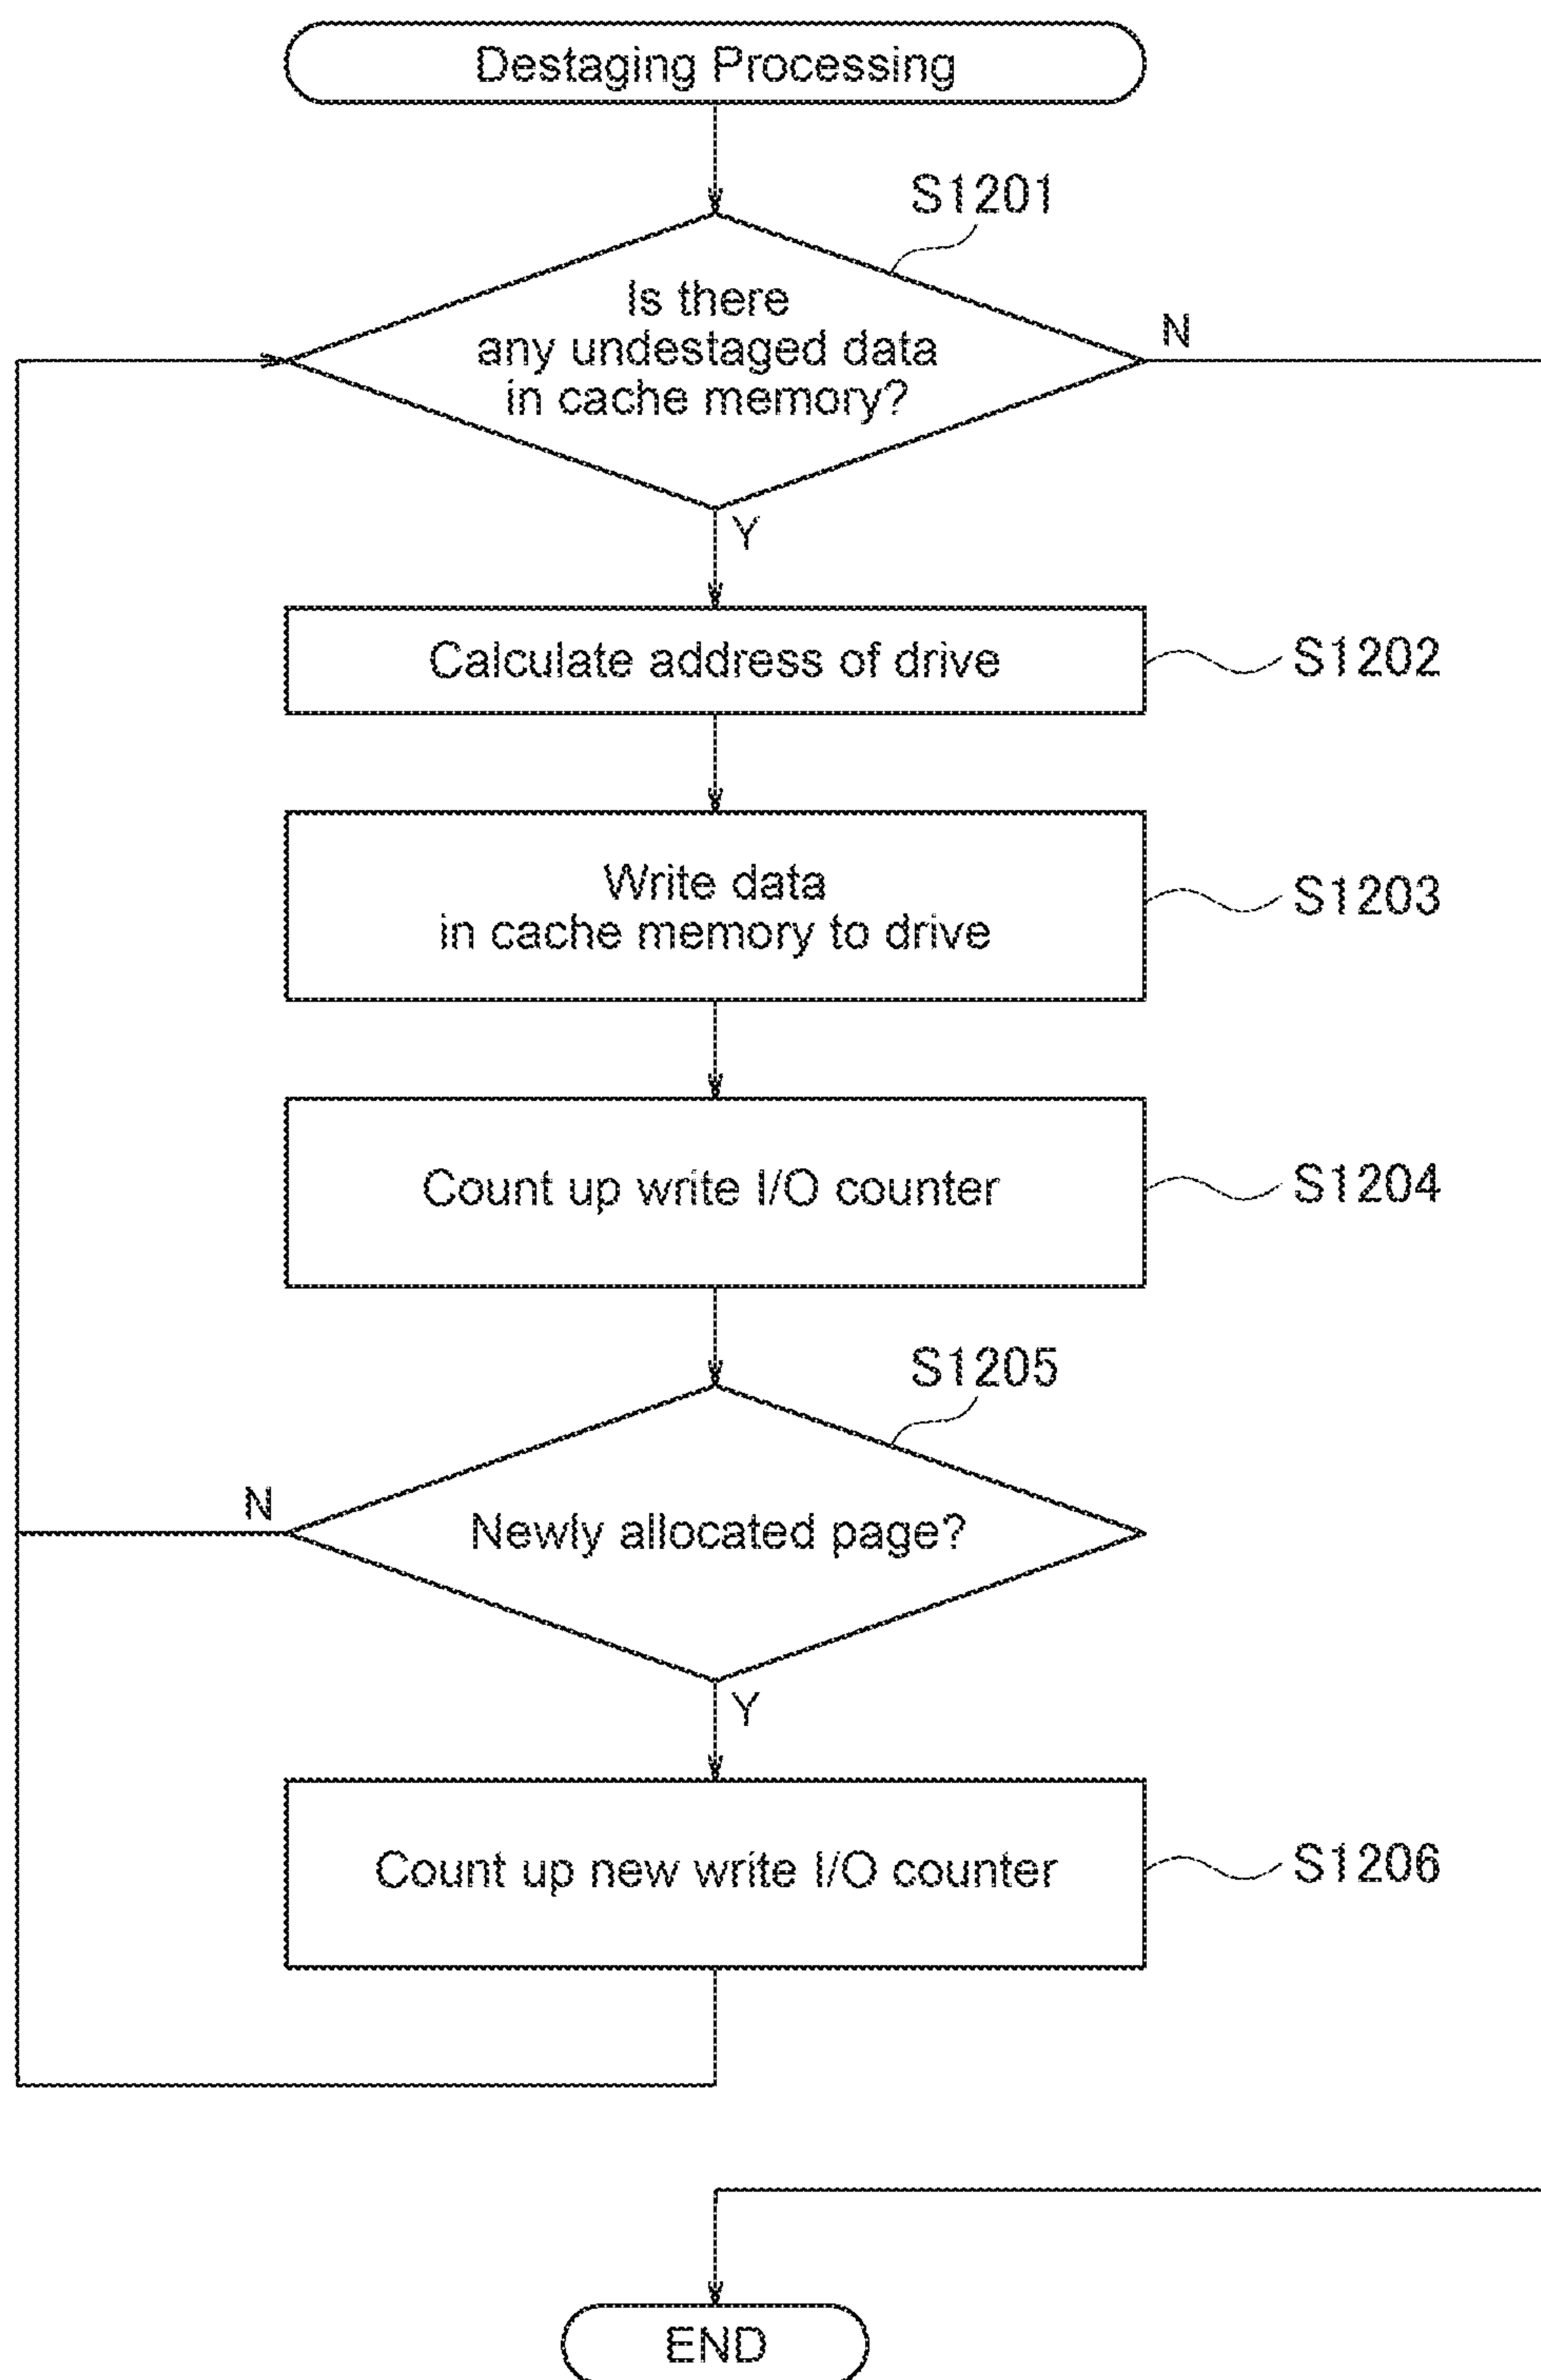 Destaging Processing
S1201
Is there
any undestaged data
in cache memory?
N
Y
Calculate address of drive
S1202
Write data
in cache memory to drive
S1203
Count up write I/O counter
S1204
S1205
Newly allocated page?
N
Y
Count up new write I/O counter
S1206
END